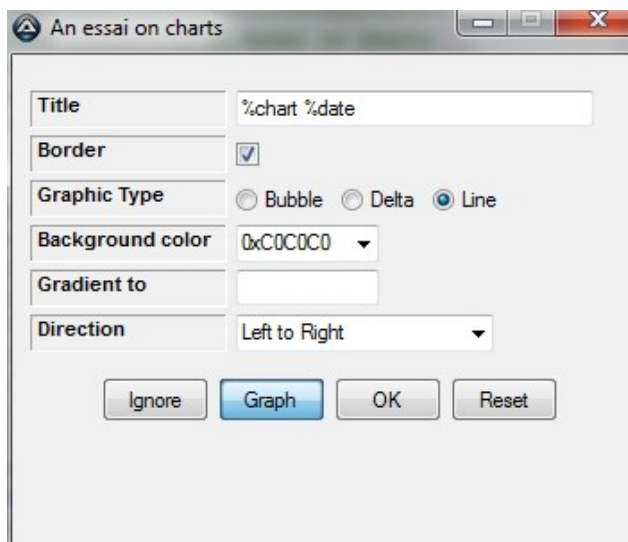 An essai on charts
Title %chart %date
Border
Graphic Type Bubble Delta Line
Background color 0xC0C0C0
Gradient to
Direction Left to Right
Ignore Graph OK Reset